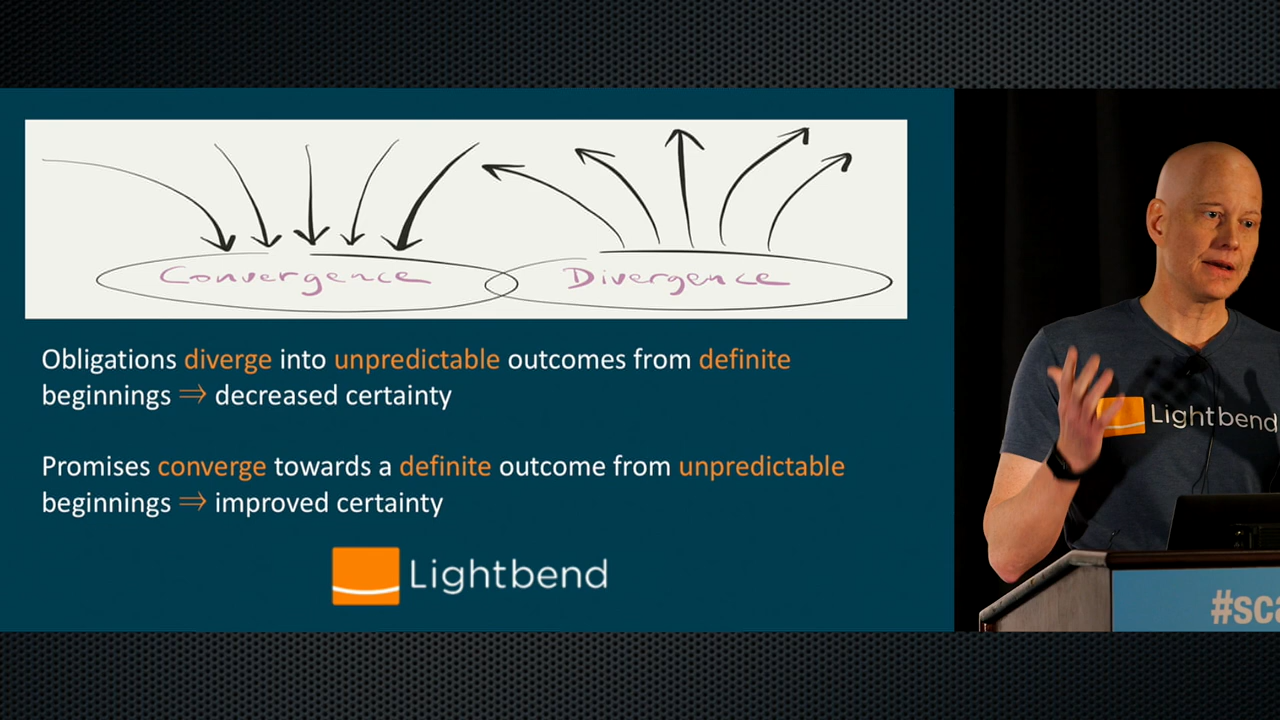 Convergence Divergence
Obligations diverge into unpredictable outcomes from definite
beginnings ⇒ decreased certainty
Promises converge towards a definite outcome from unpredictable
beginnings ⇒ improved certainty
Lightbend
Lightbend
#sca